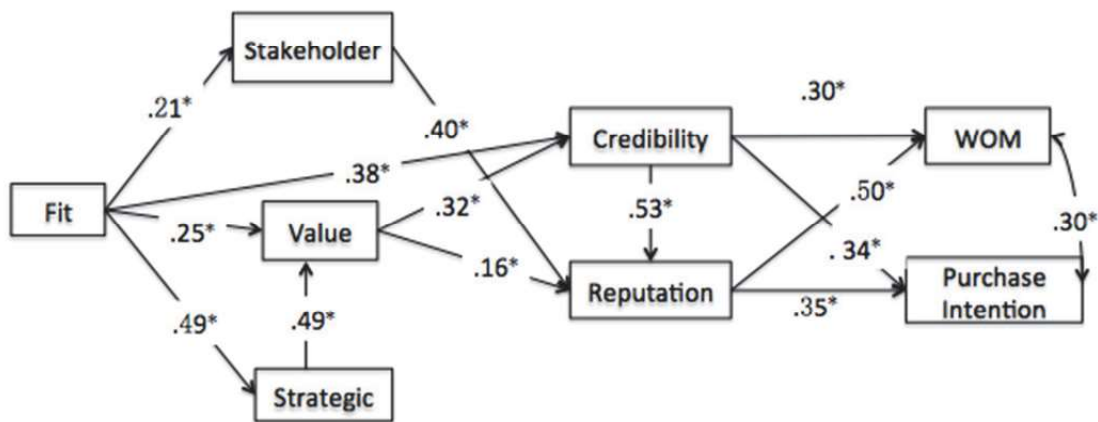 Stakeholder
.30*
.21*
.40*
Credibility
WOM
.38*
.50*
Fit
.32*
.53*
.30*
.25*
Value
. 34*
.16*
Reputation
Purchase
Intention
.35*
.49*
.49*
Strategic